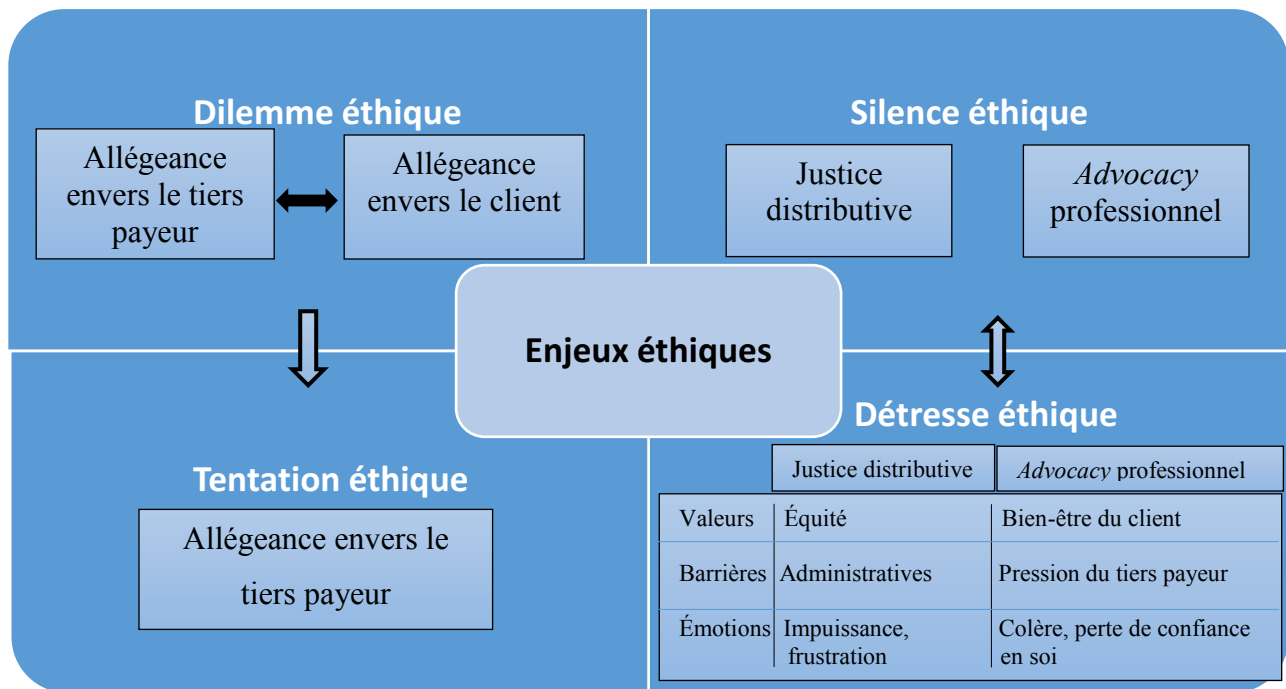 Dilemme éthique
Allégeance
envers le tiers
payeur
Allégeance
envers le client
Silence éthique
Justice
distributive
Advocacy
professionnel
Enjeux éthiques
Tentation éthique
Allégeance envers le
tiers payeur
Détresse éthique
Justice distributive Advocacy professionnel
Valeurs Équité Bien-être du client
Barrières Administratives Pression du tiers payeur
Émotions Impuissance, Colère, perte de confiance
frustration en soi